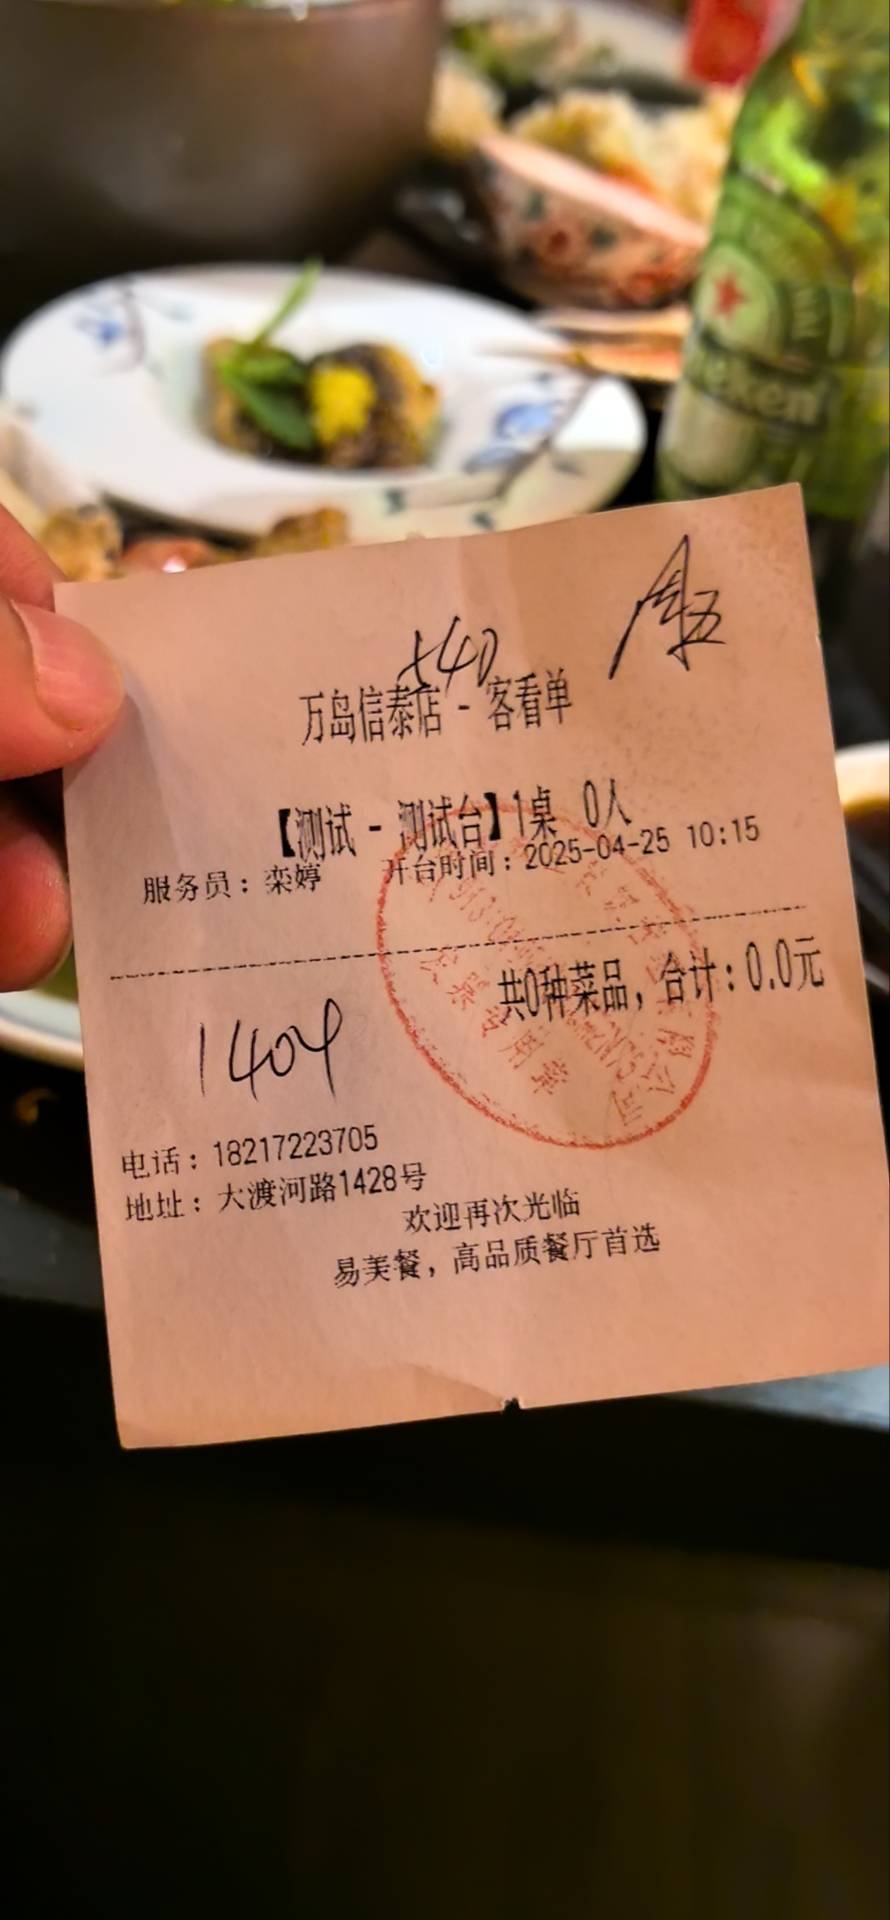 周五
540
万岛信泰店 - 客看单
【测试 - 测试台】1桌 0人
服务员：栾婷 开台时间：2025-04-25 10:15
共0种菜品，合计：0.0元
1404
电话：18217223705
地址：大渡河路1428号
欢迎再次光临
易美餐，高品质餐厅首选